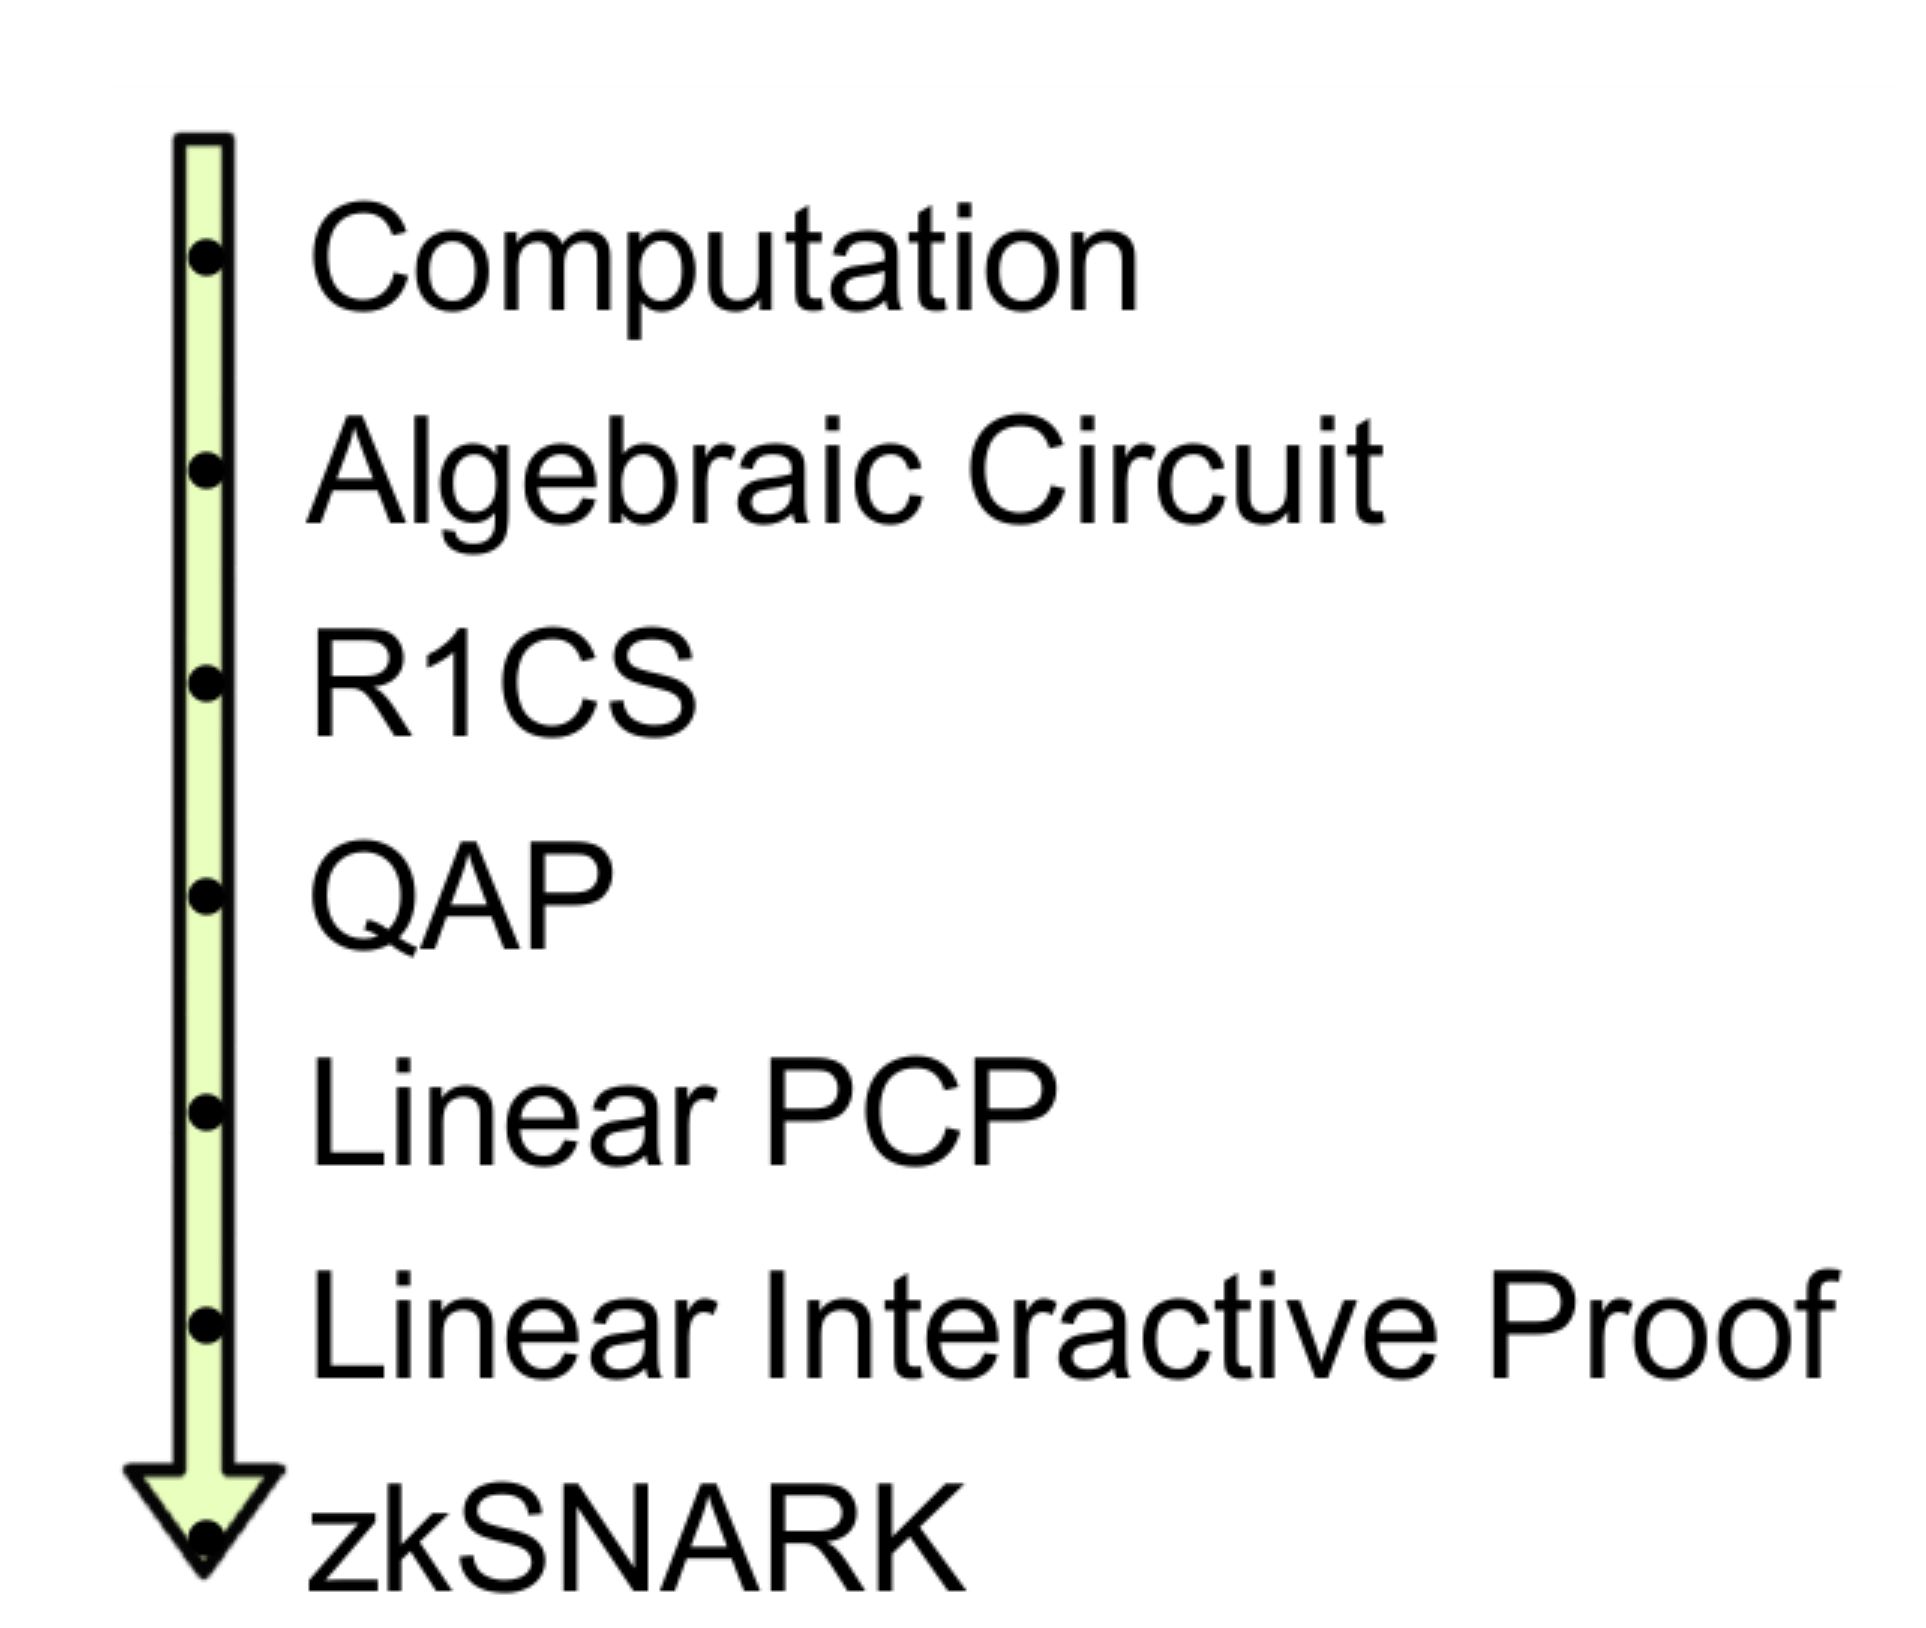 Computation
Algebraic Circuit
R1CS
QAP
Linear PCP
Linear Interactive Proof
zkSNARK